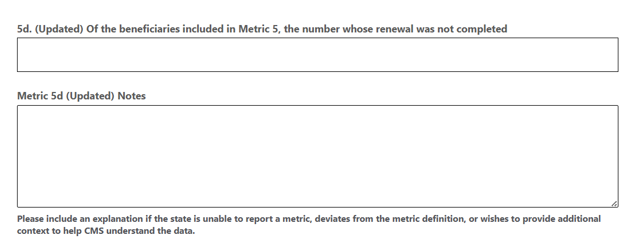 5d. (Updated) Of the beneficiaries included in Metric 5, the number whose renewal was not completed
Metric 5d (Updated) Notes
Please include an explanation if the state is unable to report a metric, deviates from the metric definition, or wishes to provide additional
context to help CMS understand the data.